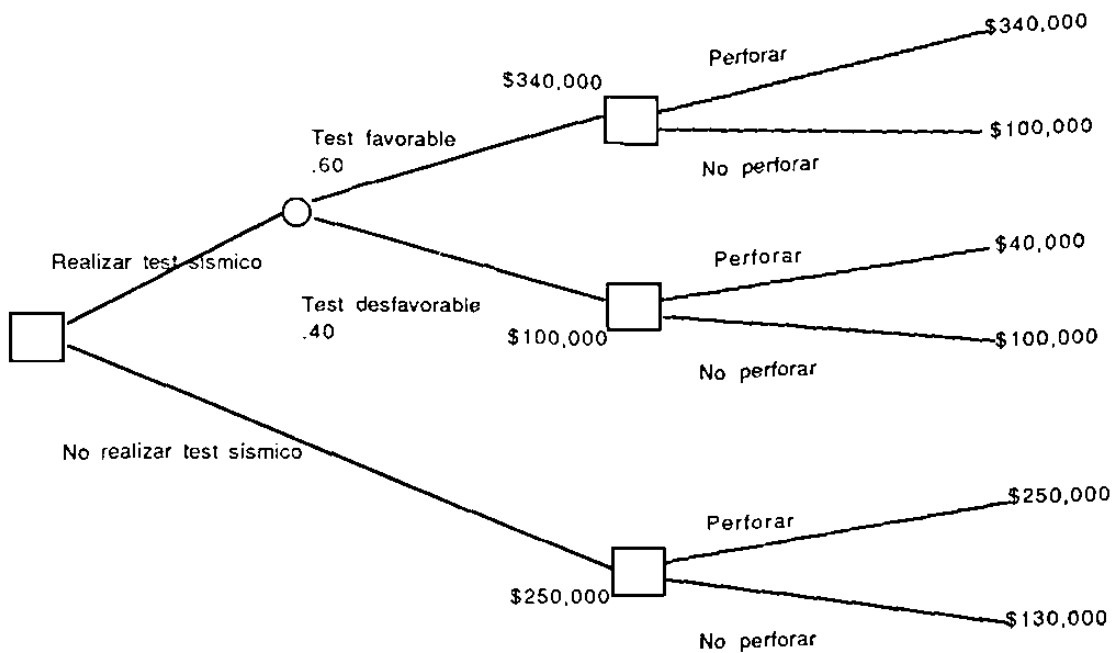 $340,000
Perforar
$340,000
$100,000
No perforar
Test favorable
.60
Realizar test sísmico
Test desfavorable
.40
$100,000
Perforar
$40,000
$100,000
No perforar
No realizar test sísmico
$250,000
Perforar
$250,000
$130,000
No perforar